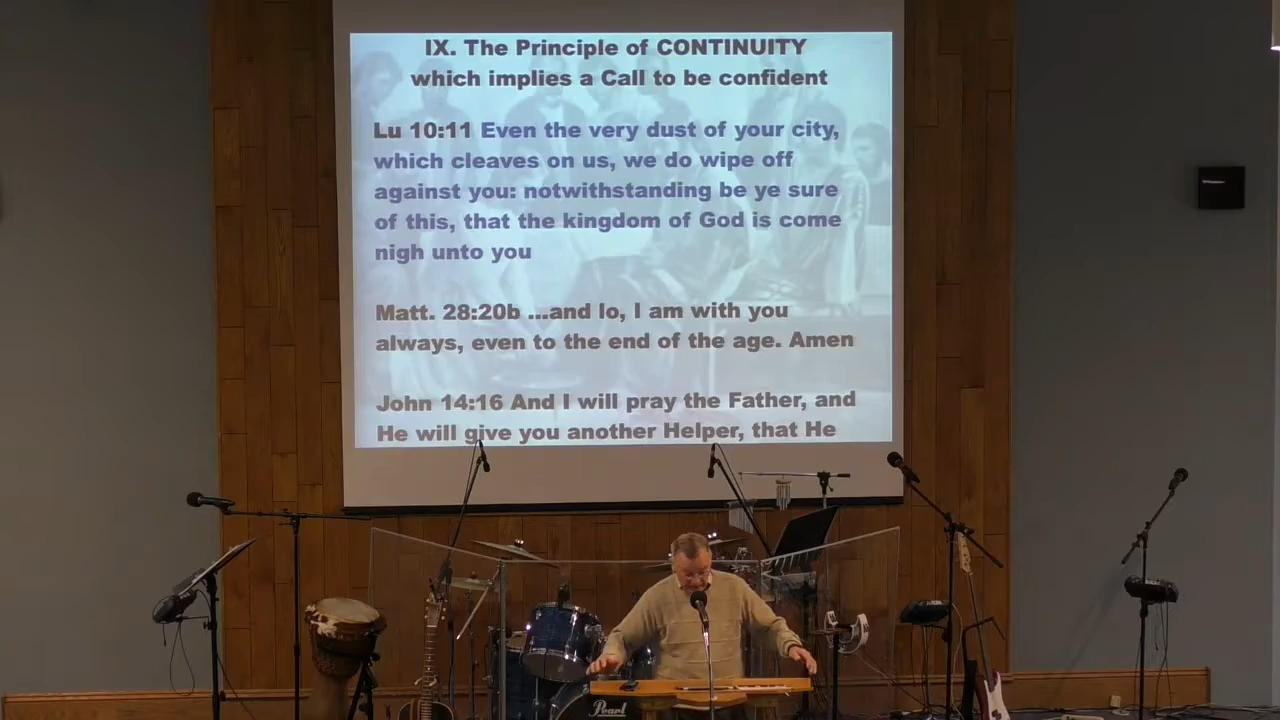 IX. The Principle of CONTINUITY
which implies a Call to be confident
Lu 10:11 Even the very dust of your city,
which cleaves on us, we do wipe off
against you: notwithstanding be ye sure
of this, that the kingdom of God is come
nigh unto you
Matt. 28:20b ...and lo, I am with you
always, even to the end of the age. Amen
John 14:16 And I will pray the Father, and
He will give you another Helper, that He
Pearl